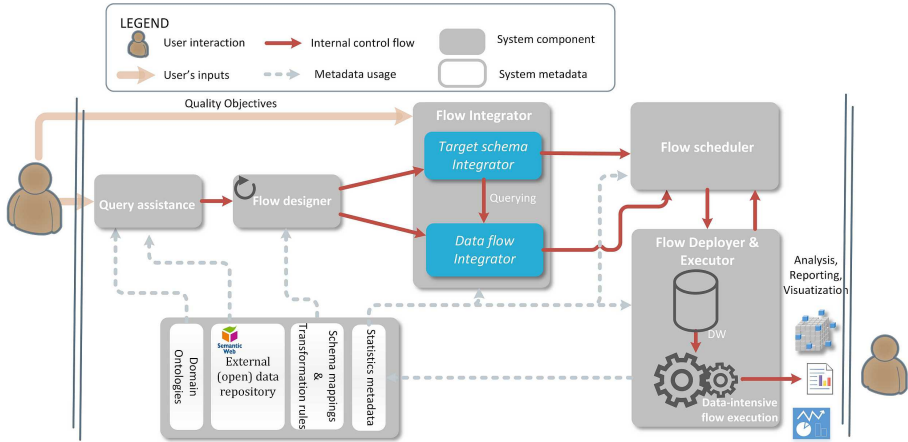 LEGEND
User interaction
Internal control flow
System component
User's inputs
Metadata usage
System metadata
Quality Objectives
Flow Integrator
Target schema
Integrator
Flow scheduler
Querying
Query assistance
Flow designer
Data flow
Integrator
Flow Deployer &
Executor
DW
Data-intensive
flow execution
Analysis,
Reporting,
Visuatization
Domain
Ontologies
Semantic
Web
External
(open) data
repository
Schema mappings
&
Transformation rules
Statistics metadata